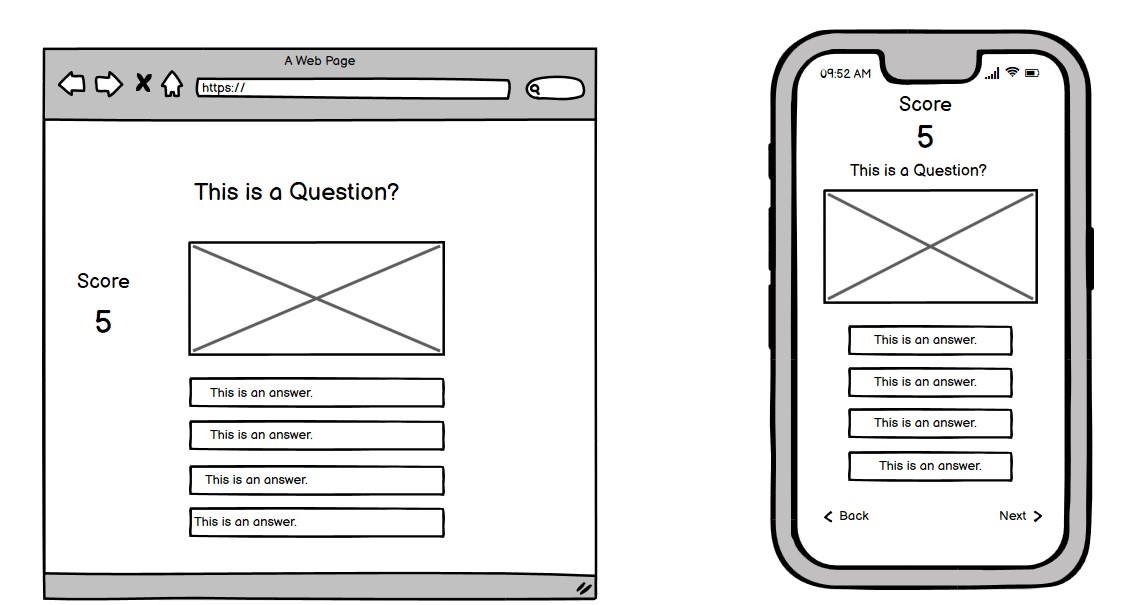 A Web Page
https://
This is a Question?
Score
5
This is an answer.
This is an answer.
This is an answer.
This is an answer.
09:52 AM
Score
5
This is a Question?
This is an answer.
This is an answer.
This is an answer.
This is an answer.
Back Next